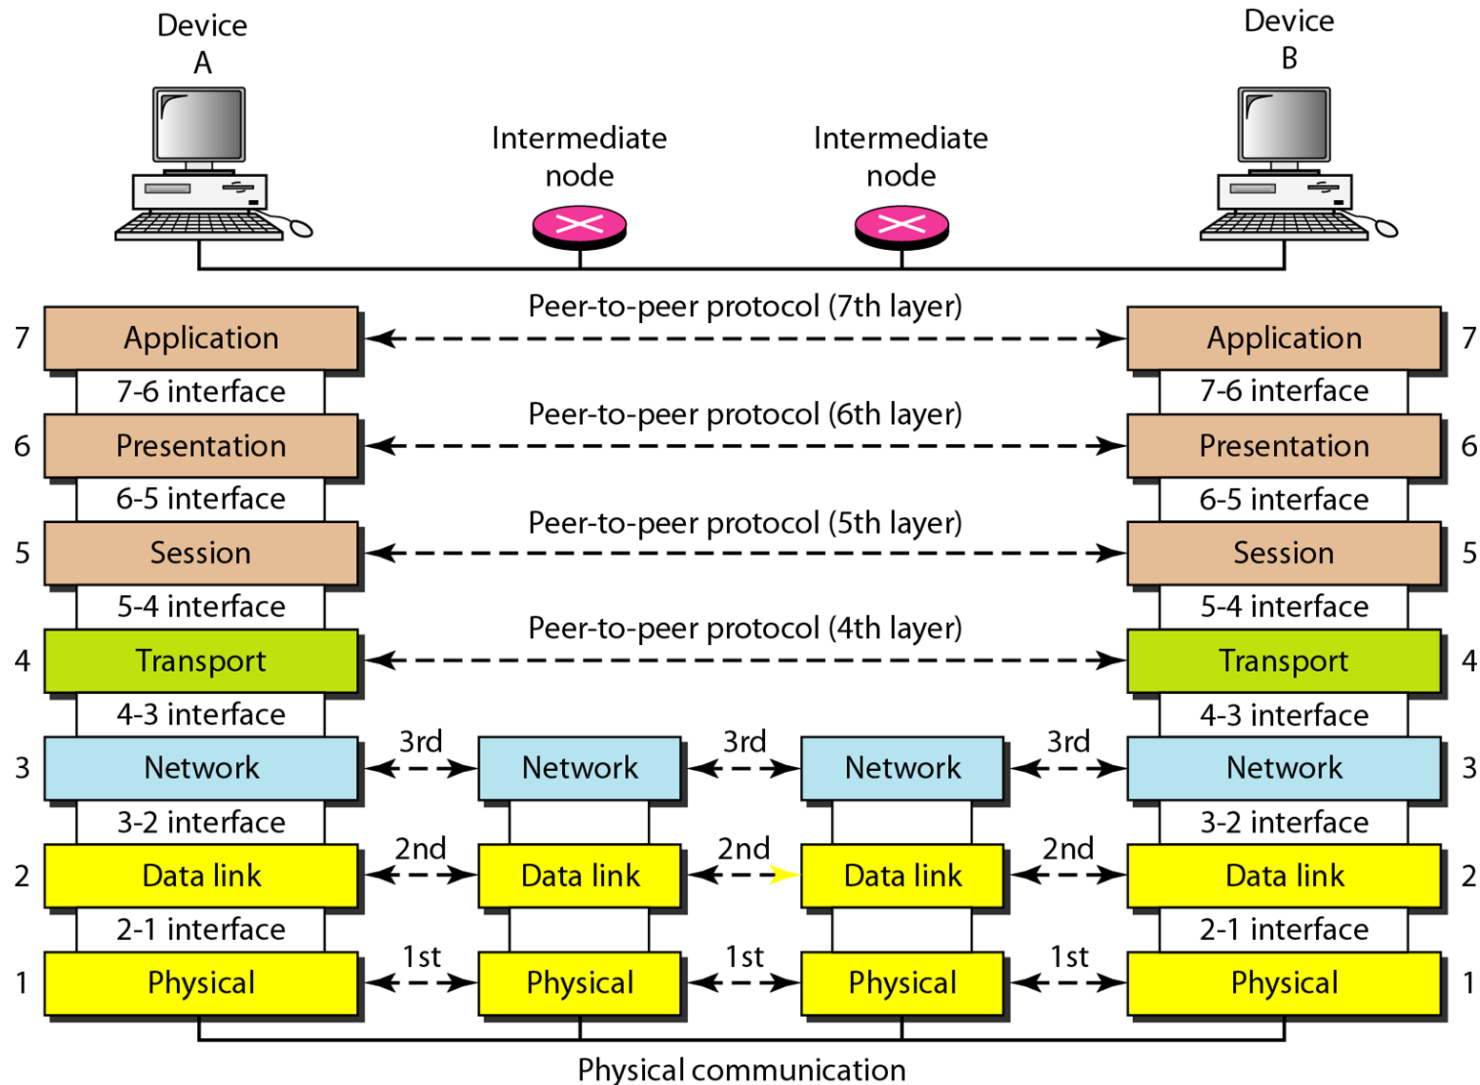 Device
A
Device
B
Intermediate
node
Intermediate
node
Peer-to-peer protocol (7th layer)
7 Application Application 7
7-6 interface 7-6 interface
Peer-to-peer protocol (6th layer)
6 Presentation Presentation 6
6-5 interface 6-5 interface
Peer-to-peer protocol (5th layer)
5 Session Session 5
5-4 interface 5-4 interface
Peer-to-peer protocol (4th layer)
4 Transport Transport 4
4-3 interface 4-3 interface
3rd 3rd 3rd
3 Network Network Network Network 3
3-2 interface 3-2 interface
2nd 2nd 2nd
2 Data link Data link Data link Data link 2
2-1 interface 2-1 interface
1st 1st 1st
1 Physical Physical Physical Physical 1
Physical communication